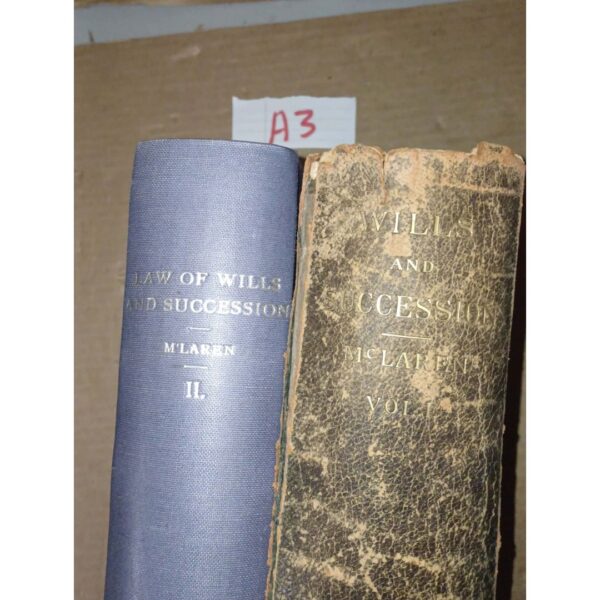 A3
LAW OF WILLS
AND SUCCESSION
M'LAREN
II.
WILLS
AND
SUCCESSION
McLAREN
VOL